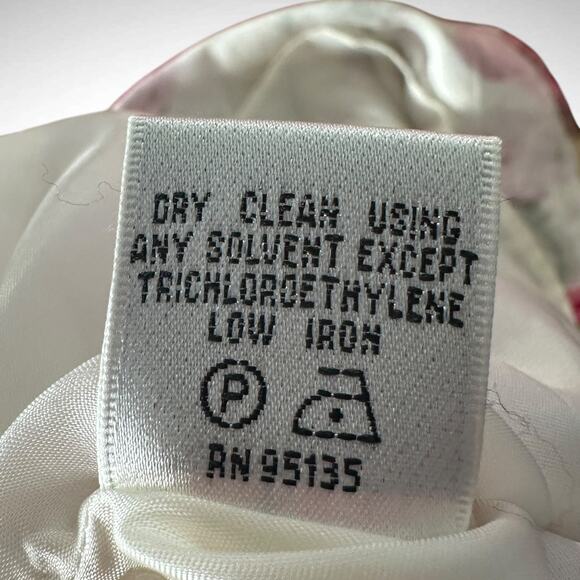 DRY CLEAN USING
ANY SOLVENT EXCEPT
TRICHLOROETHYLENE
LOW IRON
P
RN 95135